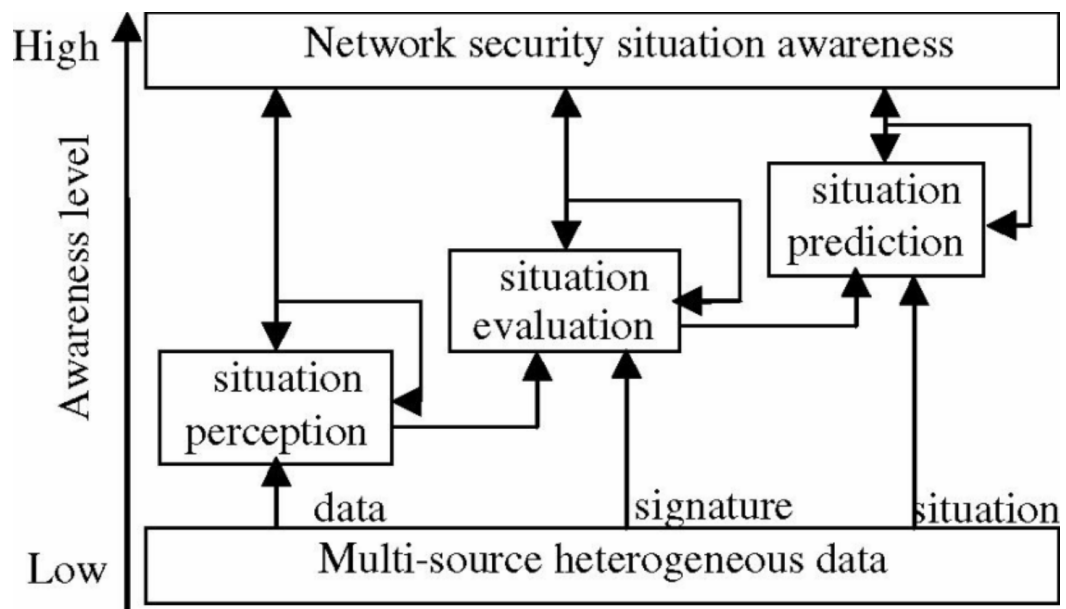 High
Network security situation awareness
Awareness level
situation
prediction
situation
evaluation
situation
perception
data
signature
situation
Multi-source heterogeneous data
Low